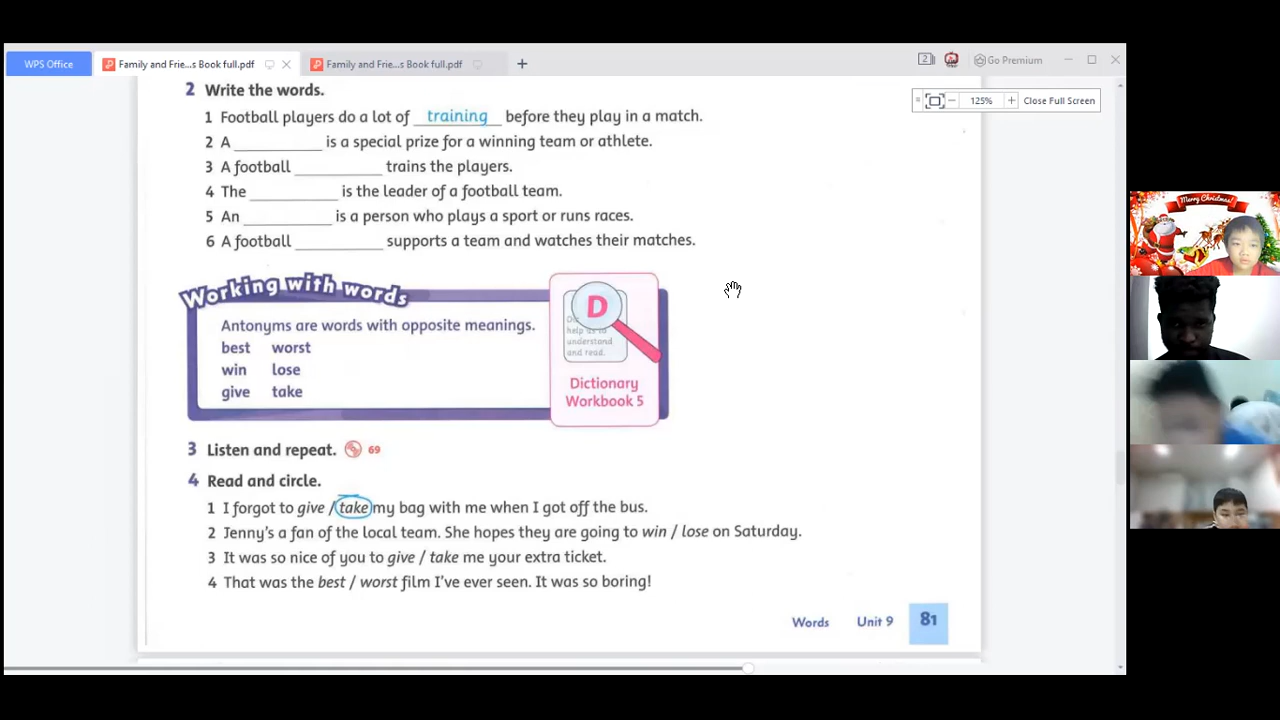 WPS Office
Family and Frie...s Book full.pdf
Family and Frie...s Book full.pdf
2
Go Premium
125%
Close Full Screen
2 Write the words.
1 Football players do a lot of training before they play in a match.
2 A __________ is a special prize for a winning team or athlete.
3 A football __________ trains the players.
4 The __________ is the leader of a football team.
5 An __________ is a person who plays a sport or runs races.
6 A football __________ supports a team and watches their matches.
Working with words
Antonyms are words with opposite meanings.
best worst
win lose
give take
D
help us to
understand
and read.
Dictionary
Workbook 5
3 Listen and repeat. 69
4 Read and circle.
1 I forgot to give / take my bag with me when I got off the bus.
2 Jenny's a fan of the local team. She hopes they are going to win / lose on Saturday.
3 It was so nice of you to give / take me your extra ticket.
4 That was the best / worst film I've ever seen. It was so boring!
Words Unit 9 81
Merry Christmas!